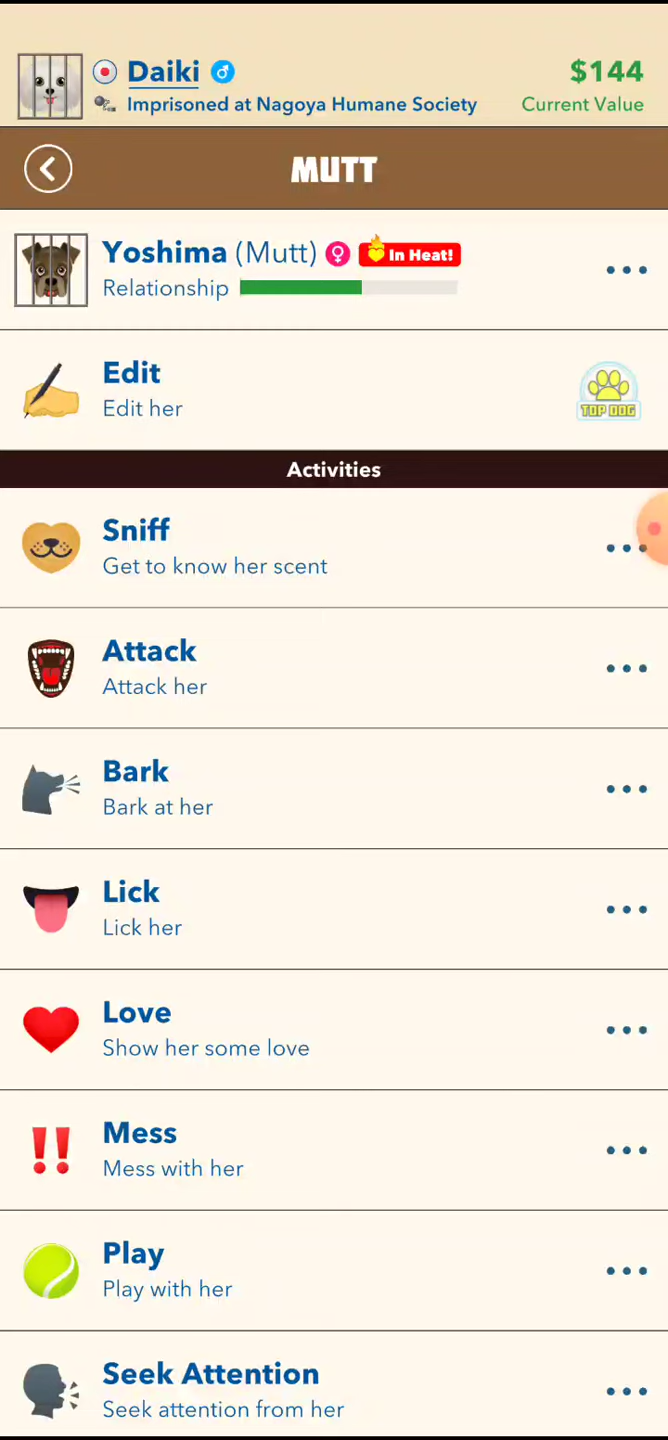 Daiki
$144
Imprisoned at Nagoya Humane Society
Current Value
MUTT
Yoshima (Mutt) In Heat!
Relationship
Edit
Edit her
TOP DOG
Activities
Sniff
Get to know her scent
Attack
Attack her
Bark
Bark at her
Lick
Lick her
Love
Show her some love
Mess
Mess with her
Play
Play with her
Seek Attention
Seek attention from her